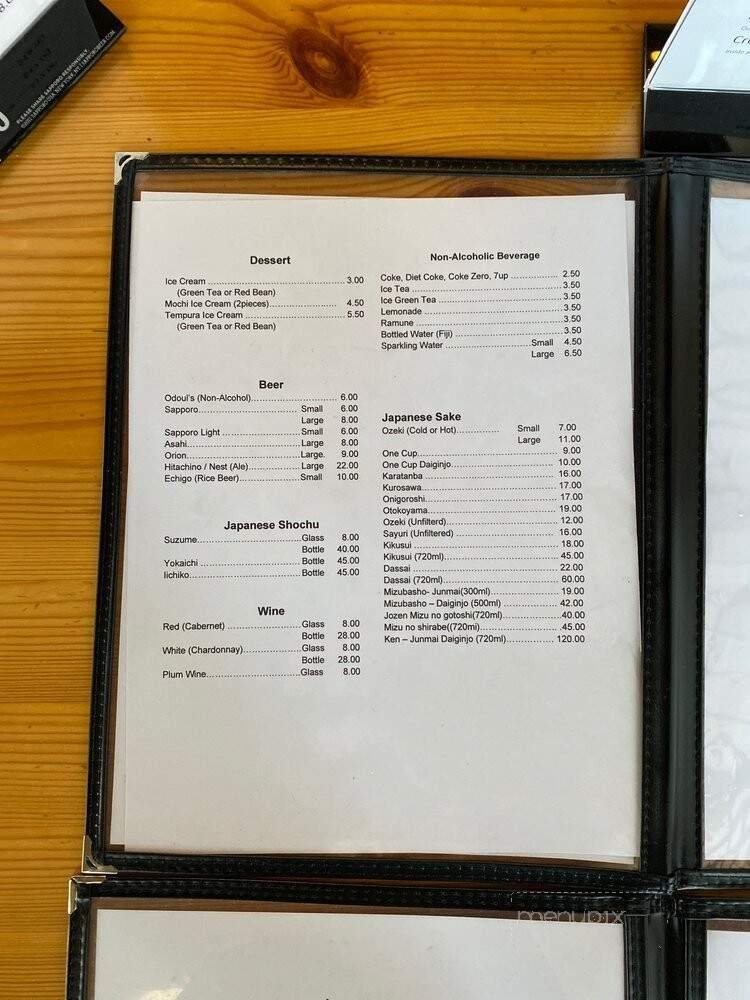 PLEASE SHARE SAPPORO RESPONSIBLY.
Dessert
Ice Cream ............................................ 3.00
(Green Tea or Red Bean)
Mochi Ice Cream (2pieces)......................... 4.50
Tempura Ice Cream ................................ 5.50
(Green Tea or Red Bean)
Beer
Odoul's (Non-Alcohol)............................ 6.00
Sapporo................................ Small 6.00
Large 8.00
Sapporo Light ........................Small 6.00
Asahi.....................................Large 8.00
Orion.....................................Large. 9.00
Hitachino / Nest (Ale)................Large 22.00
Echigo (Rice Beer)...................Small 10.00
Japanese Shochu
Suzume..................................Glass 8.00
Bottle 40.00
Yokaichi .................................Bottle 45.00
Iichiko....................................Bottle 45.00
Wine
Red (Cabernet) .......................Glass 8.00
Bottle 28.00
White (Chardonnay)..................Glass 8.00
Bottle 28.00
Plum Wine..............................Glass 8.00
Non-Alcoholic Beverage
Coke, Diet Coke, Coke Zero, 7up ............... 2.50
Ice Tea .................................................3.50
Ice Green Tea ........................................3.50
Lemonade .............................................3.50
Ramune ................................................3.50
Bottled Water (Fiji) ...................................3.50
Sparkling Water ...........................Small 4.50
Large 6.50
Japanese Sake
Ozeki (Cold or Hot).............. Small 7.00
Large 11.00
One Cup............................................... 9.00
One Cup Daiginjo.................................... 10.00
Karatanba ............................................. 16.00
Kurosawa..............................................17.00
Onigoroshi.............................................17.00
Otokoyama............................................19.00
Ozeki (Unfilterd)......................................12.00
Sayuri (Unfiltered) ................................... 16.00
Kikusui ................................................. 18.00
Kikusui (720ml)......................................45.00
Dassai ..................................................22.00
Dassai (720ml).......................................60.00
Mizubasho- Junmai(300ml)........................19.00
Mizubasho – Daiginjo (500ml) ................... 42.00
Jozen Mizu no gotoshi(720ml)....................40.00
Mizu no shirabe((720mi)...........................45.00
Ken – Junmai Daiginjo (720ml)................ 120.00
menupix